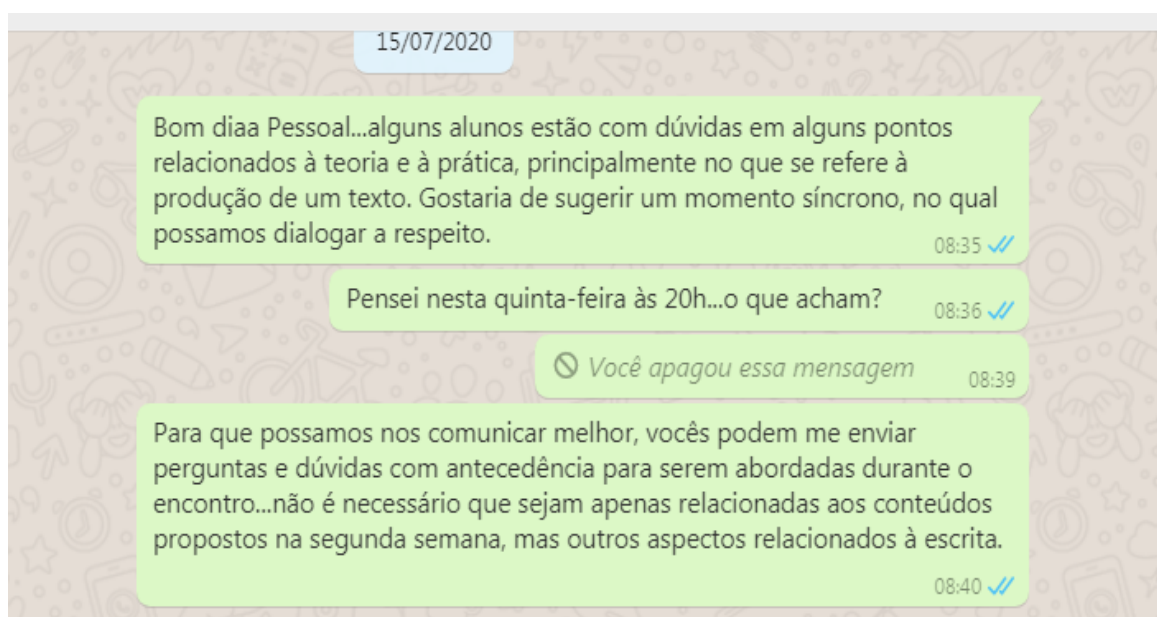 15/07/2020
Bom diaa Pessoal...alguns alunos estão com dúvidas em alguns pontos
relacionados à teoria e à prática, principalmente no que se refere à
produção de um texto. Gostaria de sugerir um momento síncrono, no qual
possamos dialogar a respeito.
08:35
Pensei nesta quinta-feira às 20h...o que acham?
08:36
Você apagou essa mensagem
08:39
Para que possamos nos comunicar melhor, vocês podem me enviar
perguntas e dúvidas com antecedência para serem abordadas durante o
encontro...não é necessário que sejam apenas relacionadas aos conteúdos
propostos na segunda semana, mas outros aspectos relacionados à escrita.
08:40